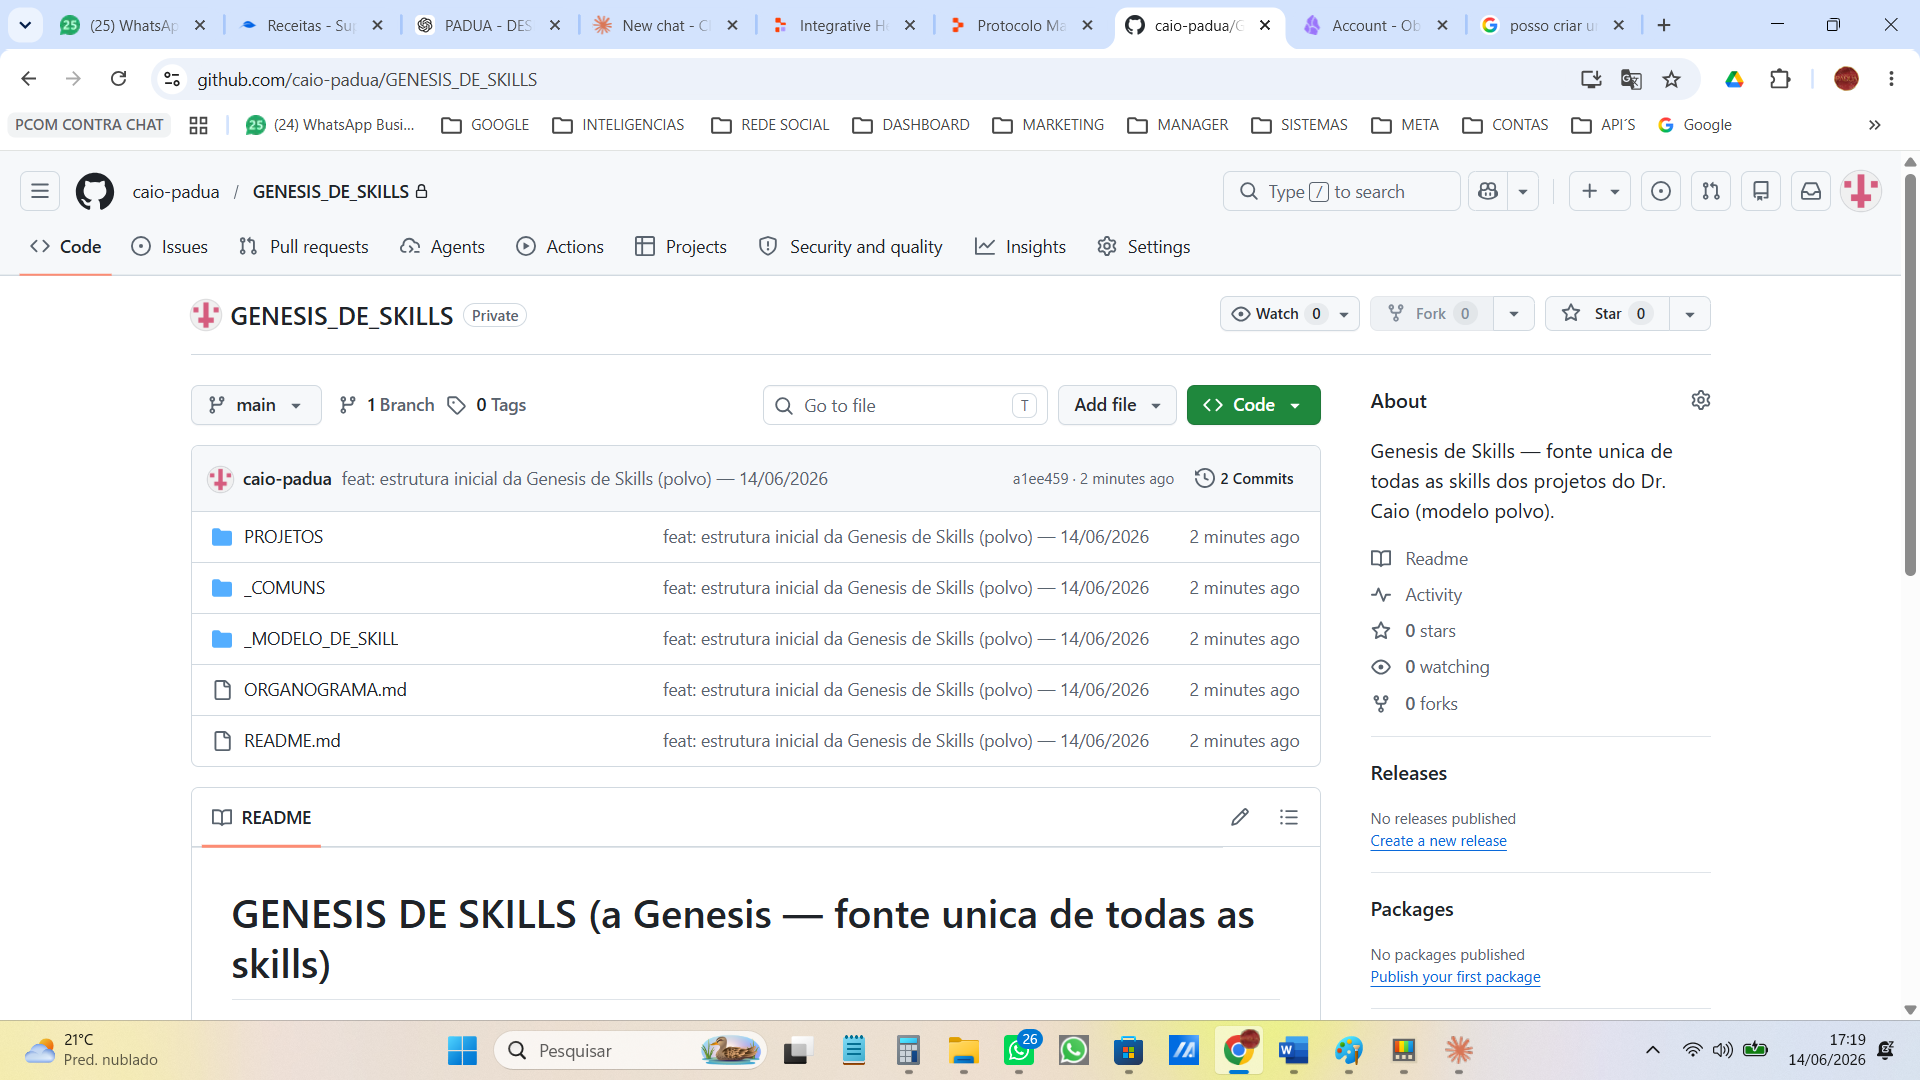 (25) WhatsAp
Receitas - Su
PADUA - DES
New chat - C
Integrative He
Protocolo Ma
caio-padua/G
Account - Ob
posso criar u
github.com/caio-padua/GENESIS_DE_SKILLS
PCOM CONTRA CHAT
25 (24) WhatsApp Busi...
GOOGLE
INTELIGENCIAS
REDE SOCIAL
DASHBOARD
MARKETING
MANAGER
SISTEMAS
META
CONTAS
API´S
Google
caio-padua / GENESIS_DE_SKILLS
Type / to search
Code
Issues
Pull requests
Agents
Actions
Projects
Security and quality
Insights
Settings
GENESIS_DE_SKILLS Private
Watch 0
Fork 0
Star 0
main
1 Branch
0 Tags
Go to file T
Add file
Code
caio-padua feat: estrutura inicial da Genesis de Skills (polvo) — 14/06/2026 a1ee459 · 2 minutes ago 2 Commits
PROJETOS feat: estrutura inicial da Genesis de Skills (polvo) — 14/06/2026 2 minutes ago
_COMUNS feat: estrutura inicial da Genesis de Skills (polvo) — 14/06/2026 2 minutes ago
_MODELO_DE_SKILL feat: estrutura inicial da Genesis de Skills (polvo) — 14/06/2026 2 minutes ago
ORGANOGRAMA.md feat: estrutura inicial da Genesis de Skills (polvo) — 14/06/2026 2 minutes ago
README.md feat: estrutura inicial da Genesis de Skills (polvo) — 14/06/2026 2 minutes ago
README
GENESIS DE SKILLS (a Genesis — fonte unica de todas as
skills)
About
Genesis de Skills — fonte unica de
todas as skills dos projetos do Dr.
Caio (modelo polvo).
Readme
Activity
0 stars
0 watching
0 forks
Releases
No releases published
Create a new release
Packages
No packages published
Publish your first package
21°C
Pred. nublado
Pesquisar
26
17:19
14/06/2026